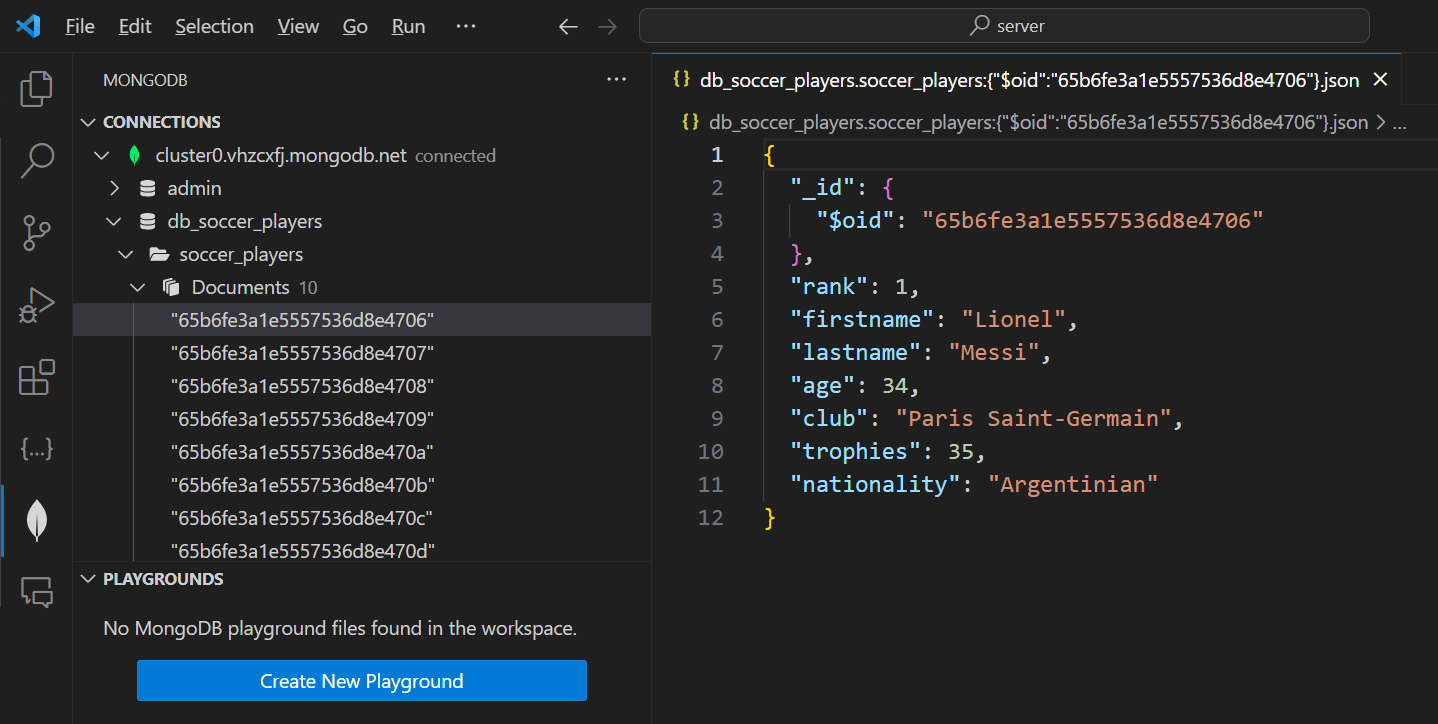 File Edit Selection View Go Run ··· server
MONGODB ···
CONNECTIONS
cluster0.vhzcxfj.mongodb.net connected
admin
db_soccer_players
soccer_players
Documents 10
"65b6fe3a1e5557536d8e4706"
"65b6fe3a1e5557536d8e4707"
"65b6fe3a1e5557536d8e4708"
"65b6fe3a1e5557536d8e4709"
"65b6fe3a1e5557536d8e470a"
"65b6fe3a1e5557536d8e470b"
"65b6fe3a1e5557536d8e470c"
"65b6fe3a1e5557536d8e470d"
PLAYGROUNDS
No MongoDB playground files found in the workspace.
Create New Playground
{} db_soccer_players.soccer_players:{"$oid":"65b6fe3a1e5557536d8e4706"}.json
{} db_soccer_players.soccer_players:{"$oid":"65b6fe3a1e5557536d8e4706"}.json > ...
1 {
2 "_id": {
3 "$oid": "65b6fe3a1e5557536d8e4706"
4 },
5 "rank": 1,
6 "firstname": "Lionel",
7 "lastname": "Messi",
8 "age": 34,
9 "club": "Paris Saint-Germain",
10 "trophies": 35,
11 "nationality": "Argentinian"
12 }